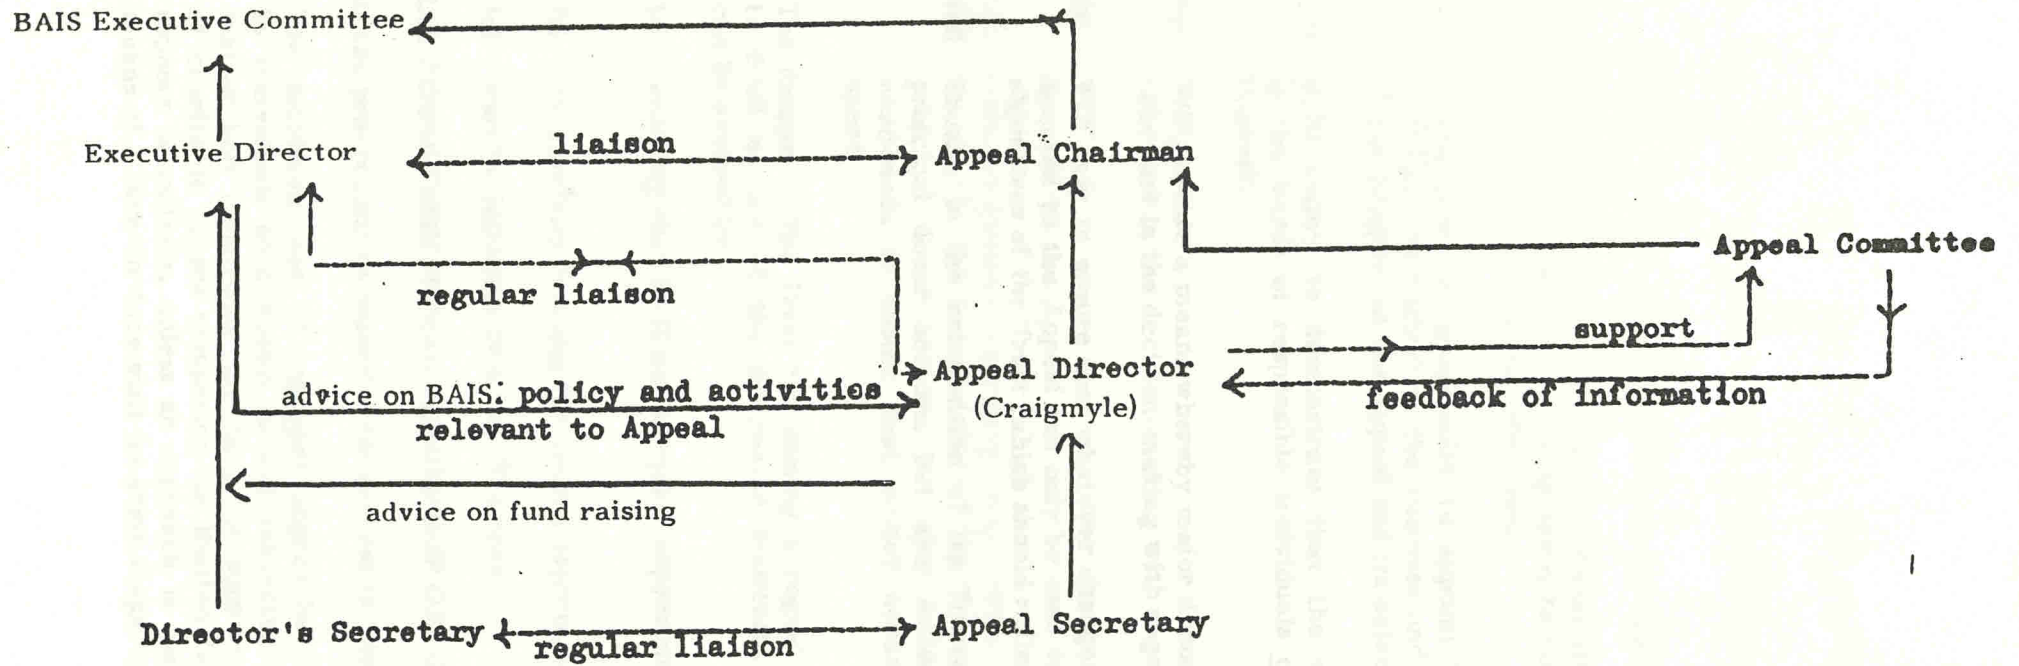 BAIS Executive Committee
Executive Director
liaison
Appeal Chairman
Appeal Committee
regular liaison
support
Appeal Director
(Craigmyle)
feedback of information
advice on BAIS: policy and activities
relevant to Appeal
advice on fund raising
Director's Secretary
regular liaison
Appeal Secretary